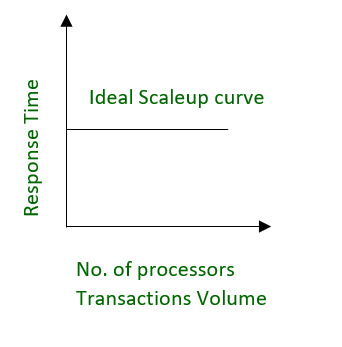 Ideal Scaleup curve
Response Time
No. of processors
Transactions Volume